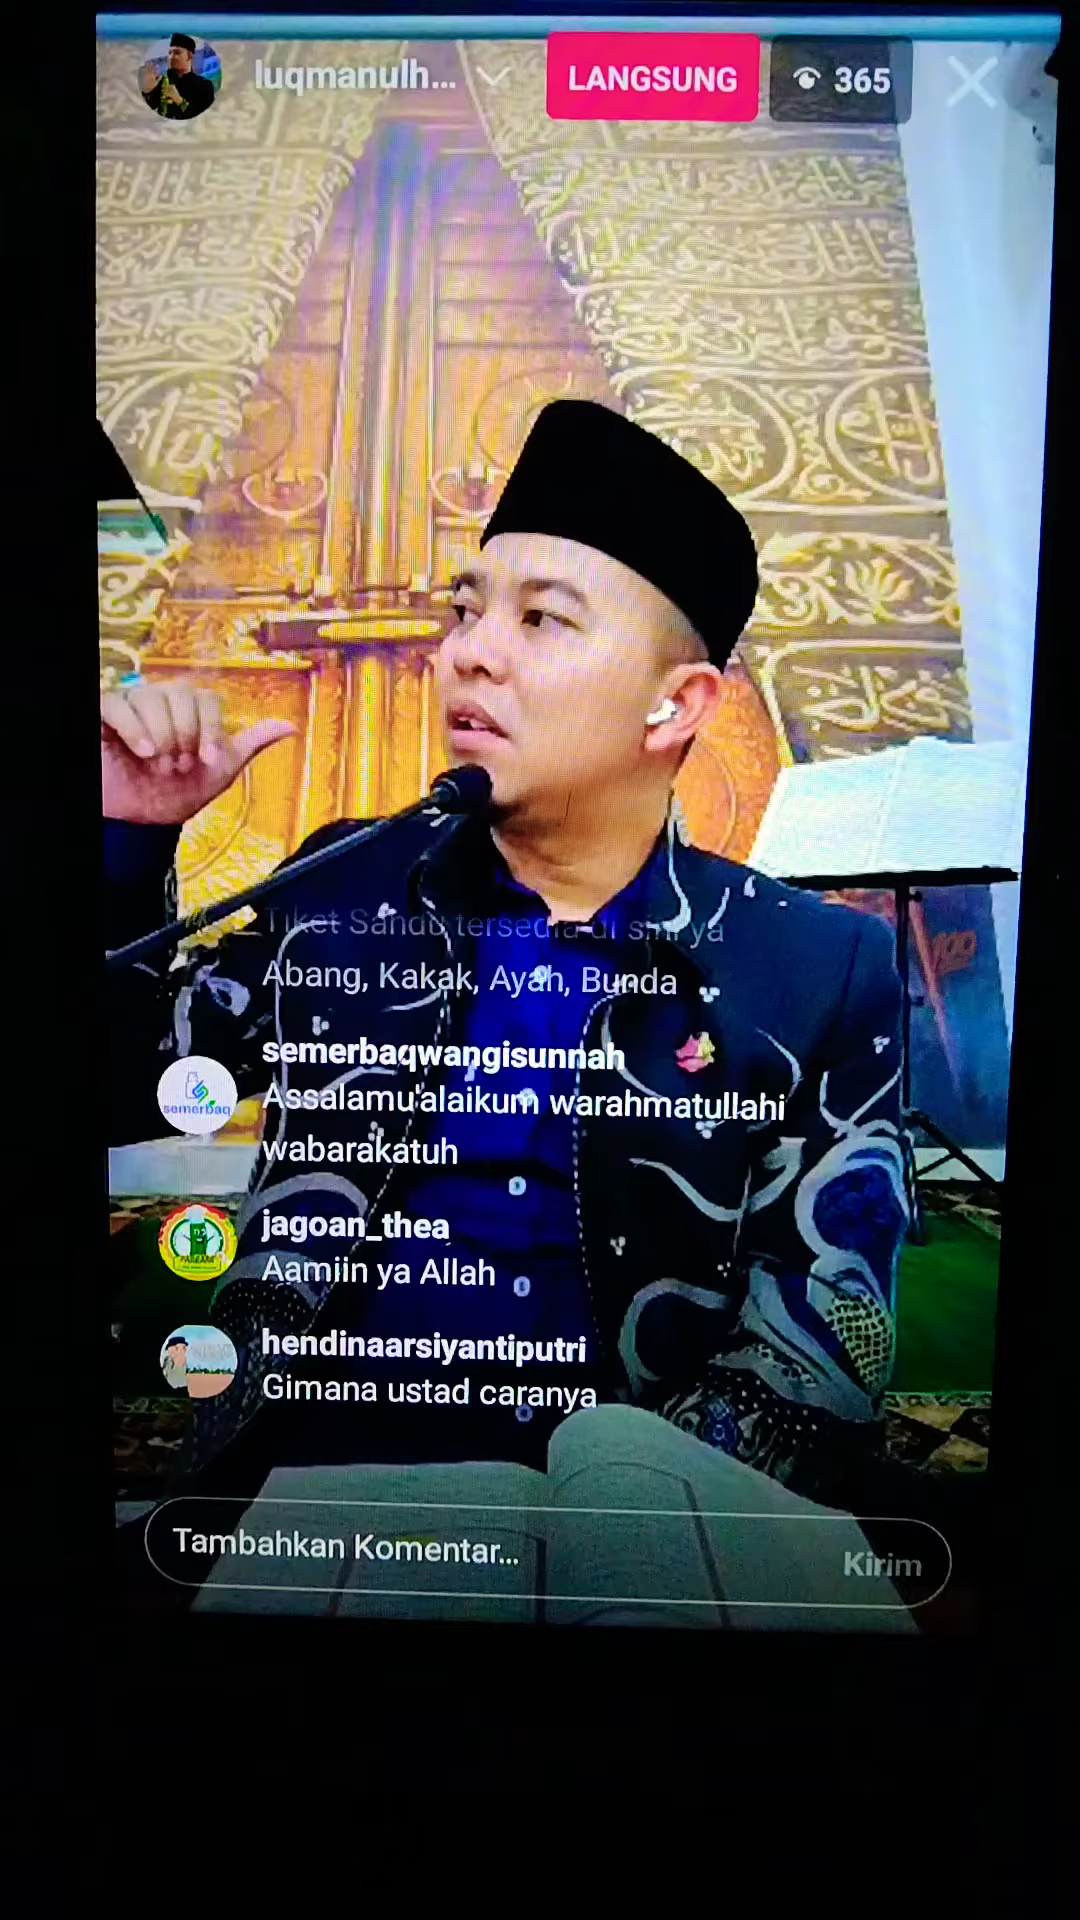 luqmanulh...
LANGSUNG
365
Tiket Sandu tersedia di sini ya
Abang, Kakak, Ayah, Bunda
semerbaqwangisunnah
semerbaq
Assalamu'alaikum warahmatullahi
wabarakatuh
jagoan_thea
Aamiin ya Allah
hendinaarsiyantiputri
Gimana ustad caranya
Tambahkan Komentar...
Kirim